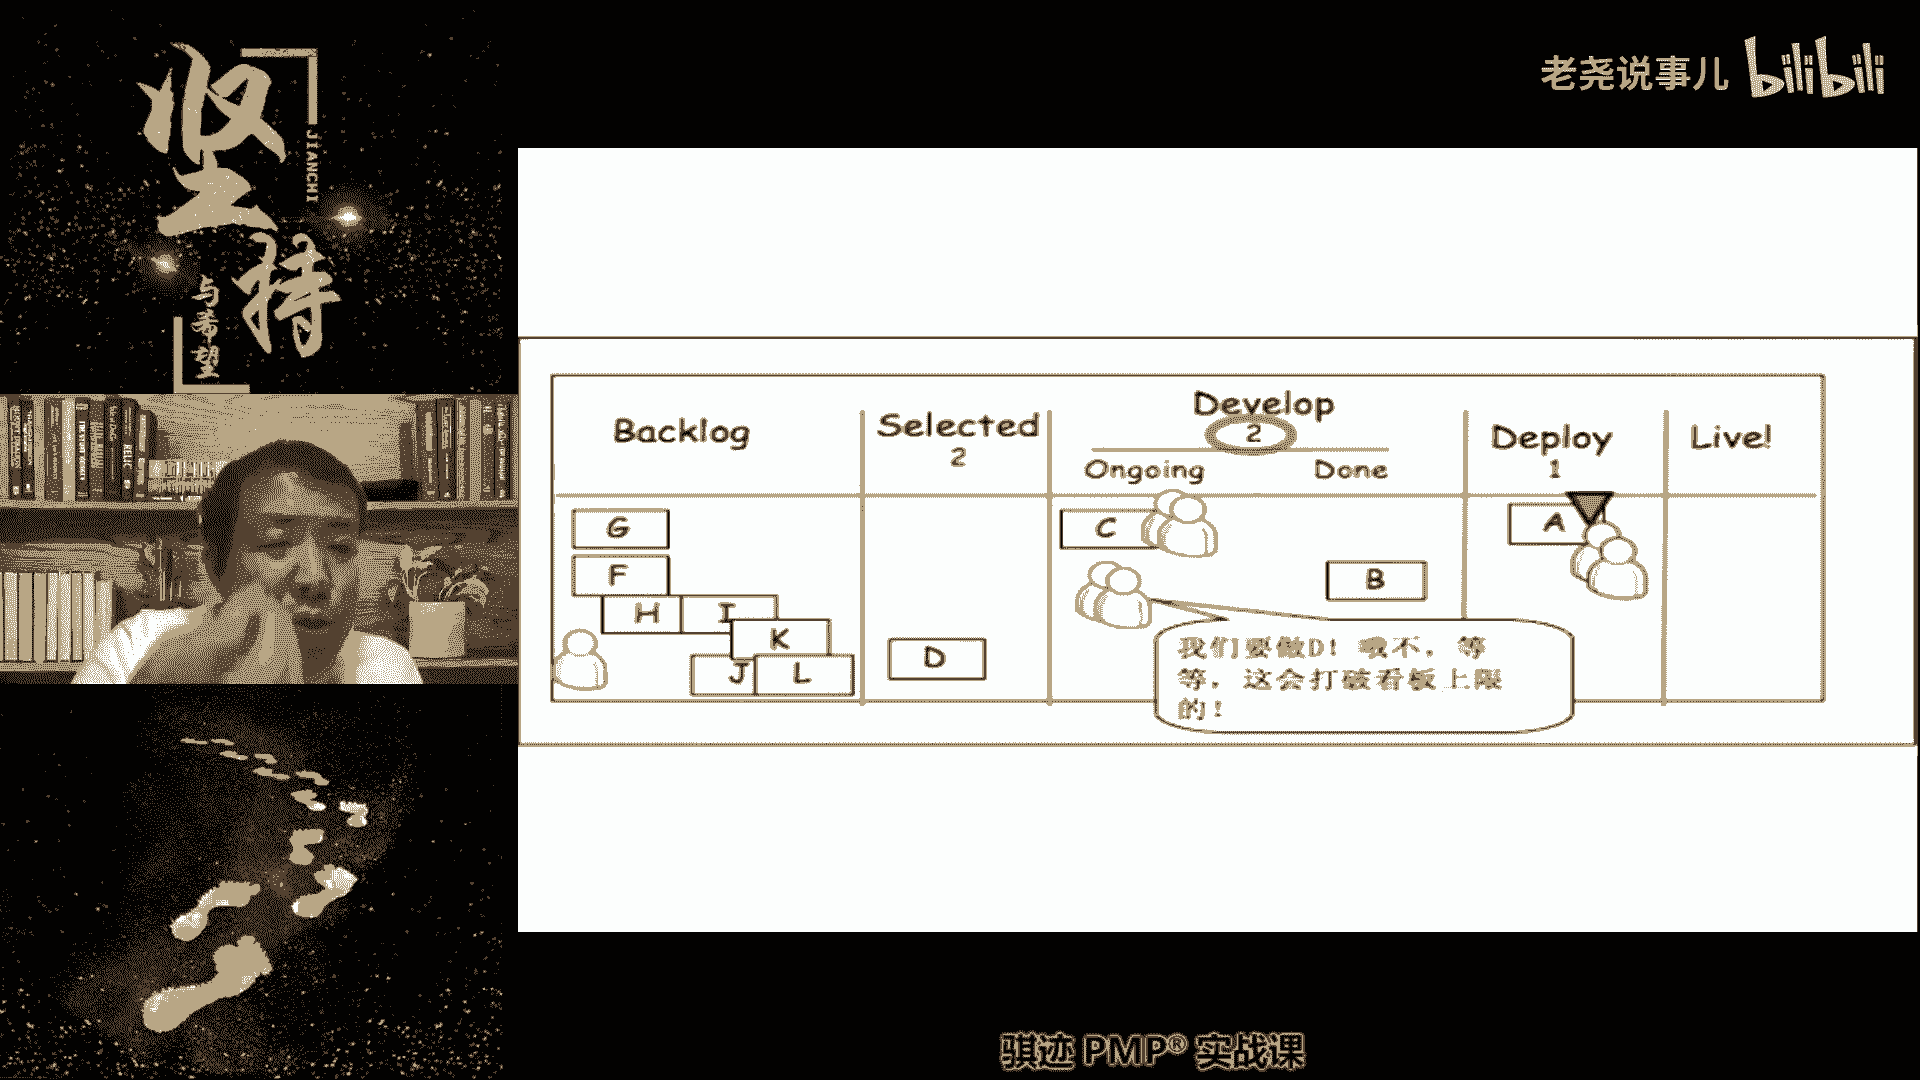 坚
持
JIANCHI
与希望
老尧说事儿 bilibili
Backlog
Selected
2
Develop
2
Ongoing
Done
Deploy
1
Live!
G
F
H
I
K
J
L
D
C
B
A
我们要做D! 哦不, 等
等, 这会打破看板上限
的!
骐迹 PMP® 实战课